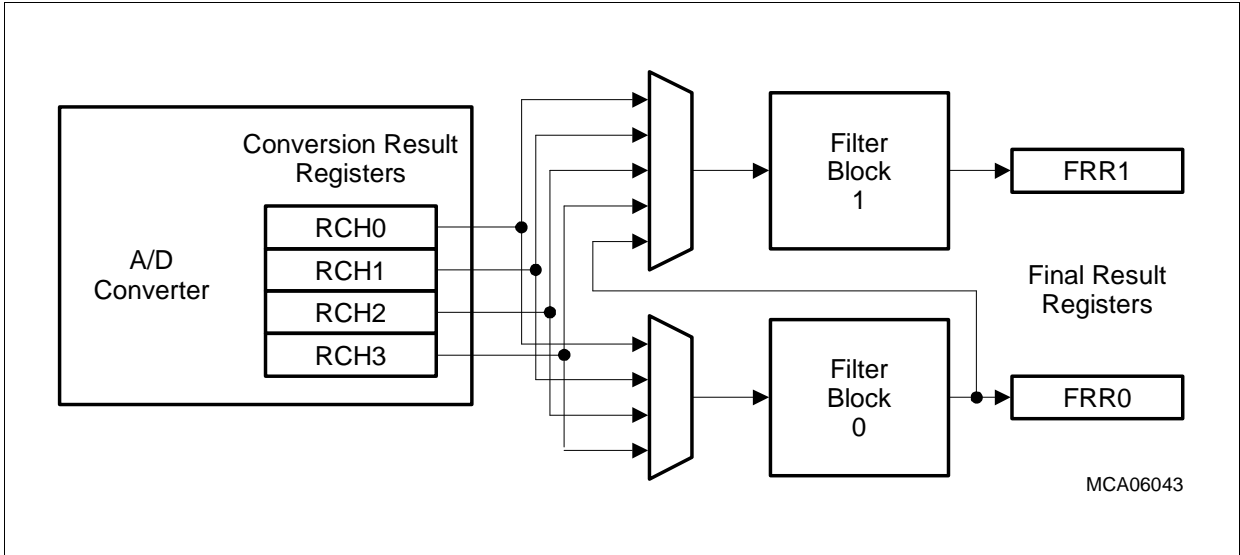 A/D
Converter
Conversion Result
Registers
RCH0
RCH1
RCH2
RCH3
Filter
Block
1
FRR1
Final Result
Registers
Filter
Block
0
FRR0
MCA06043